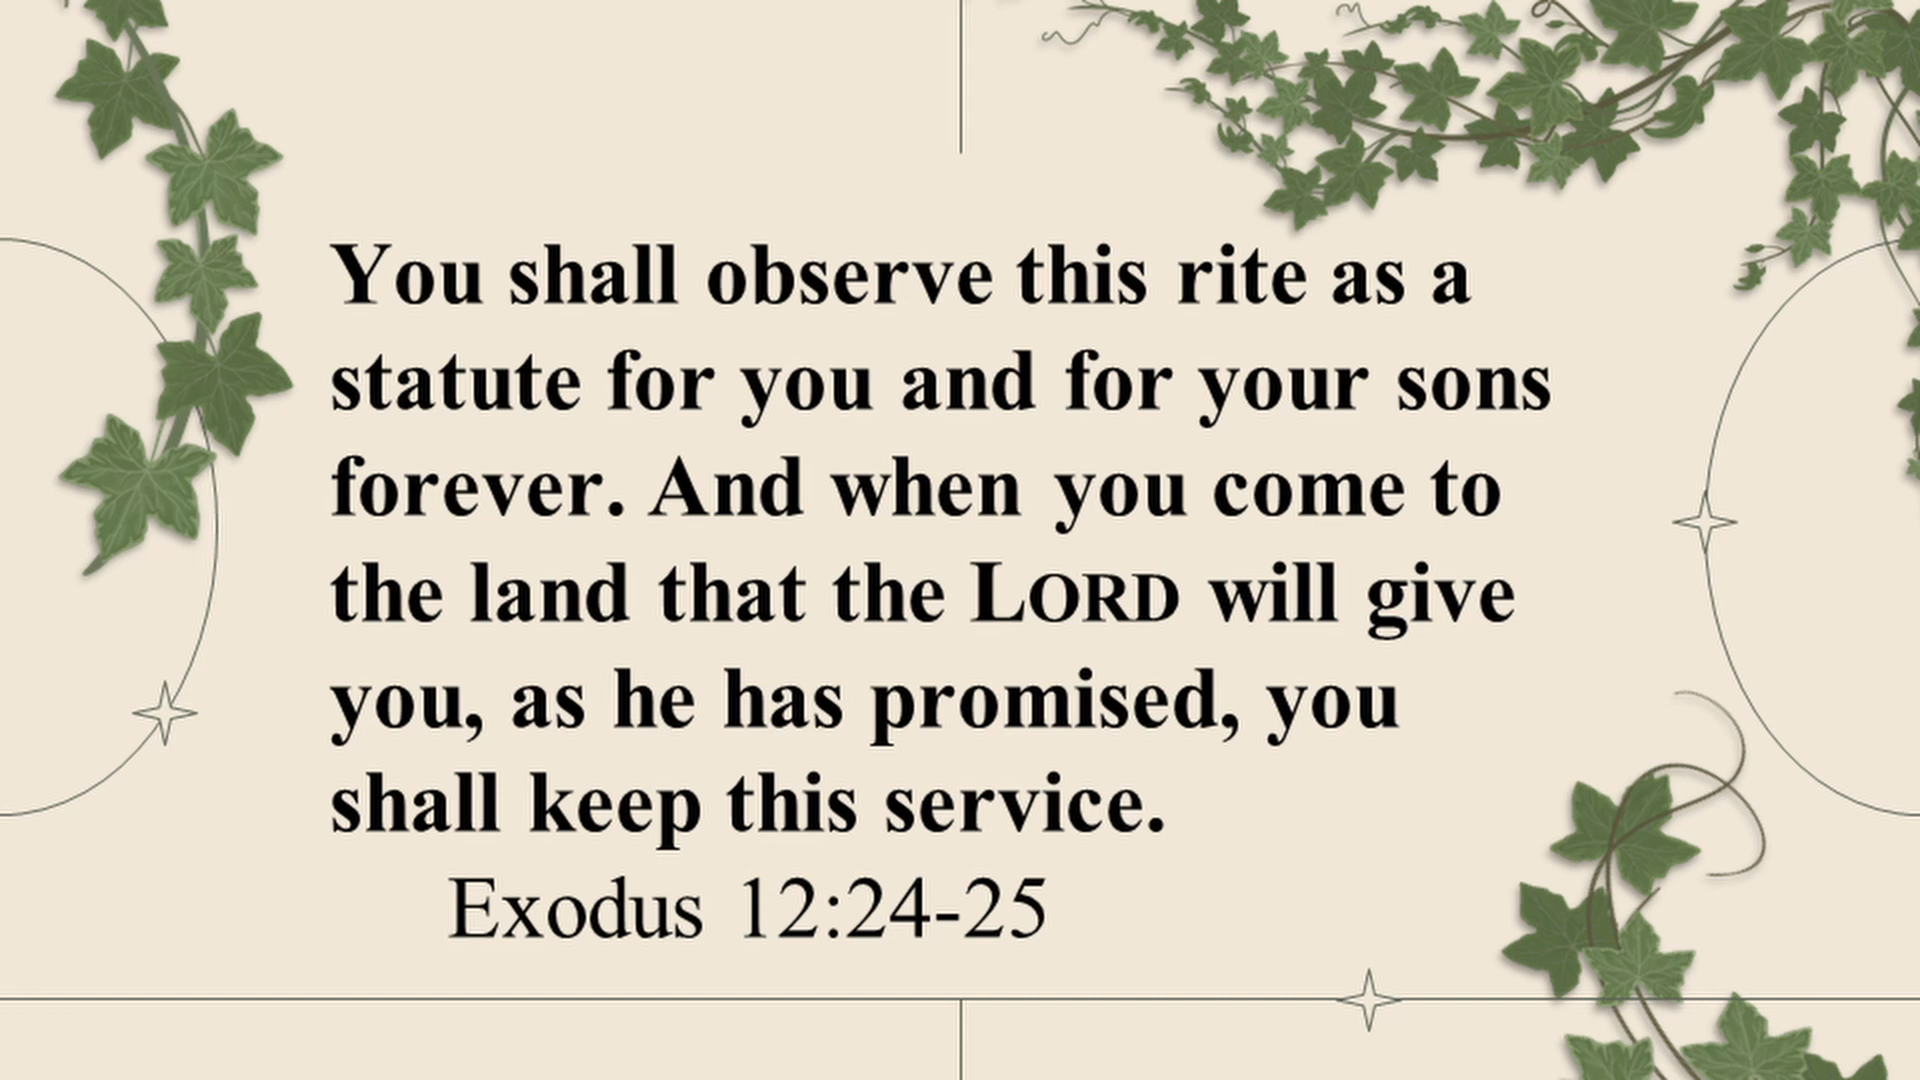 You shall observe this rite as a
statute for you and for your sons
forever. And when you come to
the land that the LORD will give
you, as he has promised, you
shall keep this service.
Exodus 12:24-25